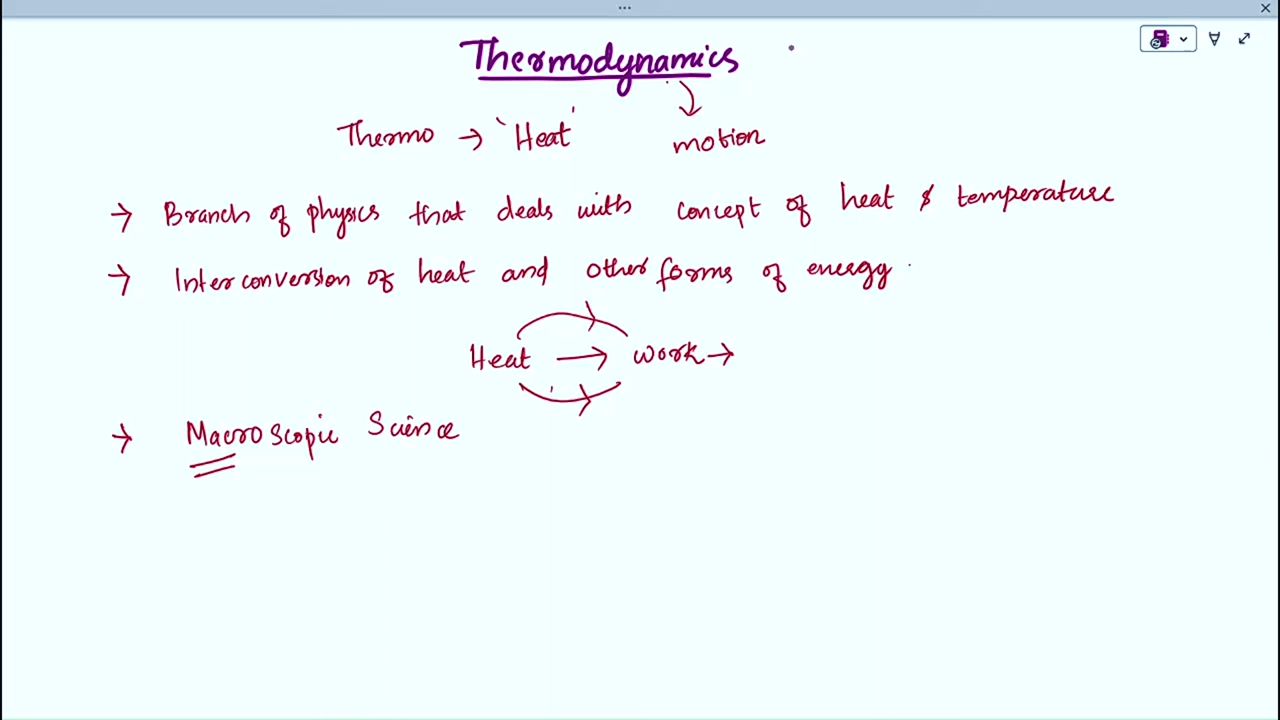 Thermodynamics
Thermo → 'Heat' motion
→ Branch of physics that deals with concept of heat & temperature
→ Interconversion of heat and other forms of energy
Heat → work →
→ Macroscopic Science